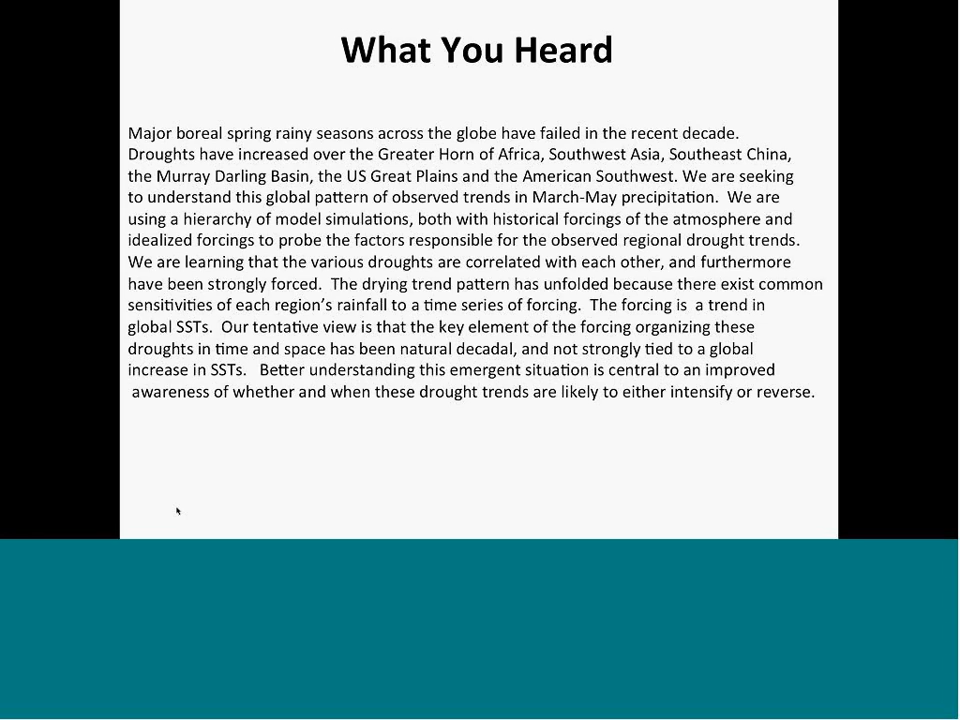 What You Heard
Major boreal spring rainy seasons across the globe have failed in the recent decade.
Droughts have increased over the Greater Horn of Africa, Southwest Asia, Southeast China,
the Murray Darling Basin, the US Great Plains and the American Southwest. We are seeking
to understand this global pattern of observed trends in March-May precipitation.  We are
using a hierarchy of model simulations, both with historical forcings of the atmosphere and
idealized forcings to probe the factors responsible for the observed regional drought trends.
We are learning that the various droughts are correlated with each other, and furthermore
have been strongly forced.  The drying trend pattern has unfolded because there exist common
sensitivities of each region's rainfall to a time series of forcing.  The forcing is  a trend in
global SSTs.  Our tentative view is that the key element of the forcing organizing these
droughts in time and space has been natural decadal, and not strongly tied to a global
increase in SSTs.   Better understanding this emergent situation is central to an improved
awareness of whether and when these drought trends are likely to either intensify or reverse.